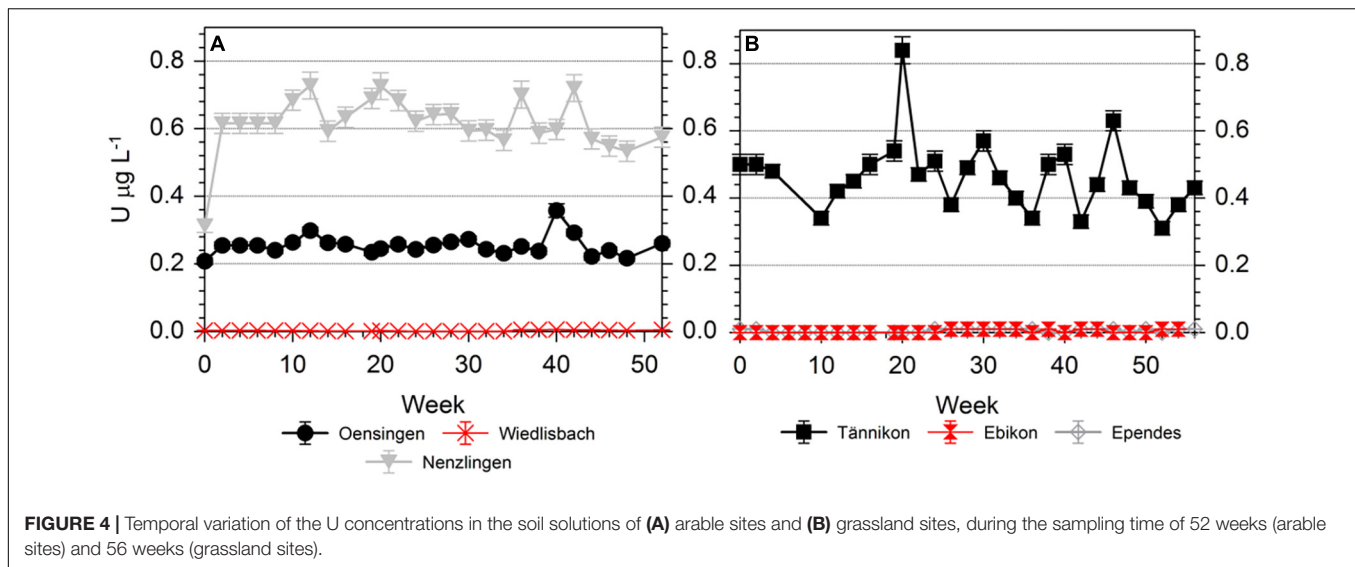 A
B
0.8
0.6
0.4
0.2
0.0
U µg L-1
0.8
0.6
0.4
0.2
0.0
0.8
0.6
0.4
0.2
0.0
0 10 20 30 40 50
0 10 20 30 40 50
Week
Week
Oensingen Wiedlisbach
Nenzlingen
Tännikon Ebikon Ependes
FIGURE 4 | Temporal variation of the U concentrations in the soil solutions of (A) arable sites and (B) grassland sites, during the sampling time of 52 weeks (arable
sites) and 56 weeks (grassland sites).